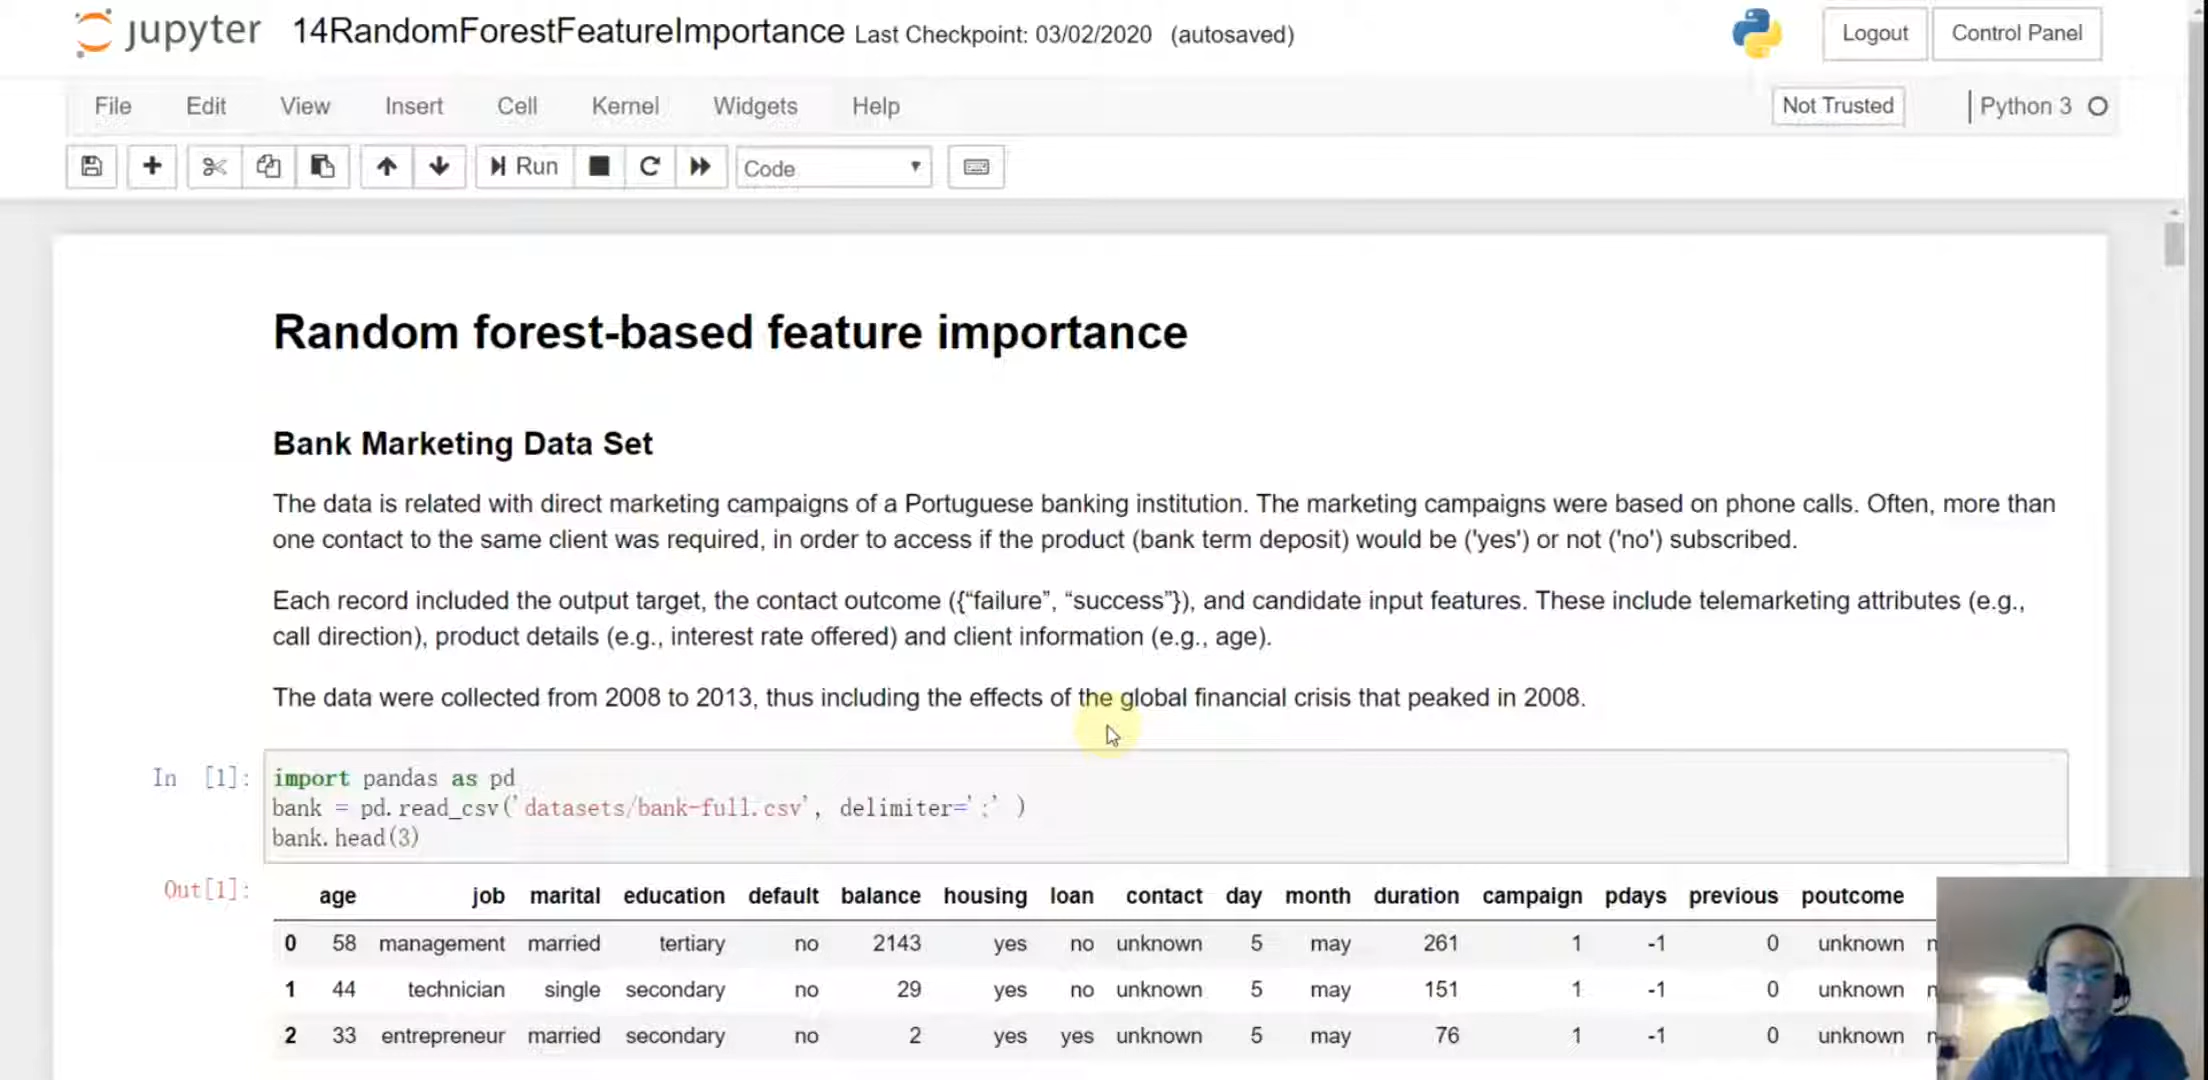 jupyter 14RandomForestFeatureImportance Last Checkpoint: 03/02/2020 (autosaved) Logout Control Panel
File Edit View Insert Cell Kernel Widgets Help Not Trusted Python 3
Run Code
Random forest-based feature importance
Bank Marketing Data Set
The data is related with direct marketing campaigns of a Portuguese banking institution. The marketing campaigns were based on phone calls. Often, more than
one contact to the same client was required, in order to access if the product (bank term deposit) would be ('yes') or not ('no') subscribed.
Each record included the output target, the contact outcome ({“failure”, “success”}), and candidate input features. These include telemarketing attributes (e.g.,
call direction), product details (e.g., interest rate offered) and client information (e.g., age).
The data were collected from 2008 to 2013, thus including the effects of the global financial crisis that peaked in 2008.
In [1]: import pandas as pd
bank = pd.read_csv('datasets/bank-full.csv', delimiter=';' )
bank.head(3)
Out[1]: age job marital education default balance housing loan contact day month duration campaign pdays previous poutcome
0 58 management married tertiary no 2143 yes no unknown 5 may 261 1 -1 0 unknown
1 44 technician single secondary no 29 yes no unknown 5 may 151 1 -1 0 unknown
2 33 entrepreneur married secondary no 2 yes yes unknown 5 may 76 1 -1 0 unknown